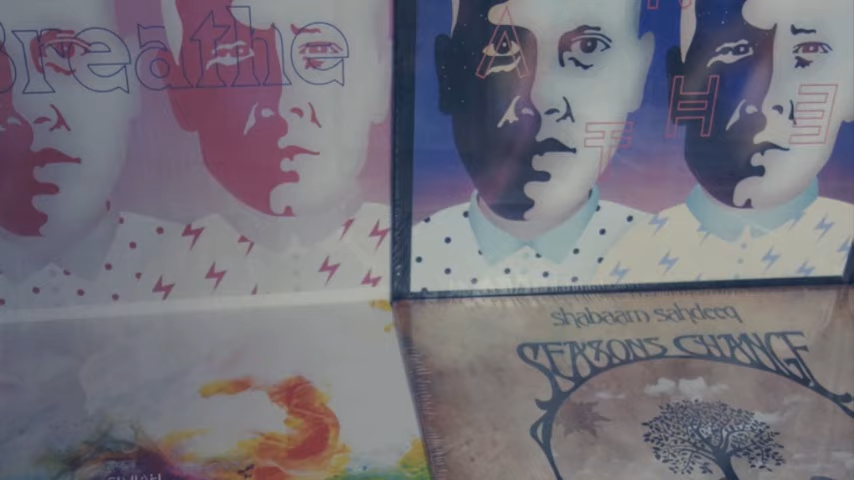 Breathe
A
T H E
shabaam sahdeeq
SEASONS CHANGE